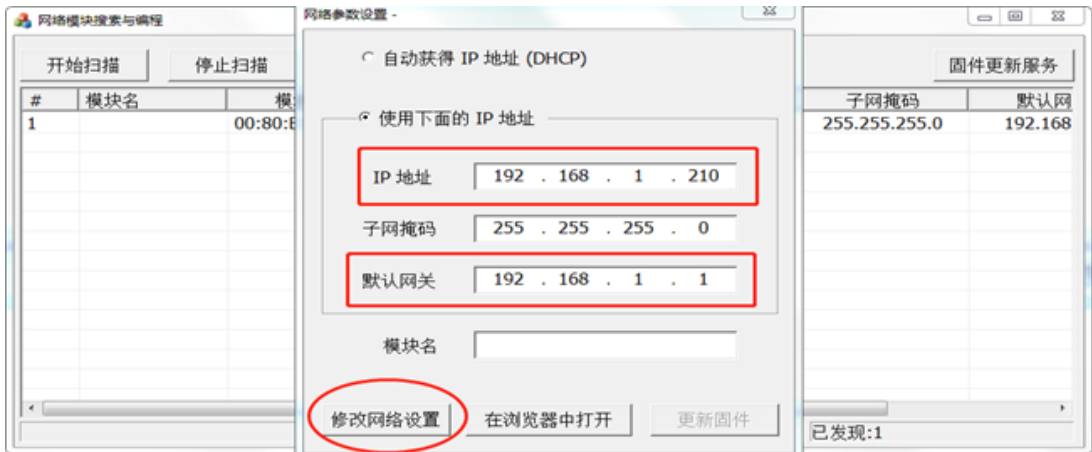 网络模块搜索与编程
网络参数设置 -
开始扫描 停止扫描
固件更新服务
自动获得 IP 地址 (DHCP)
# 模块名
子网掩码 默认网
1 00:80:
255.255.255.0 192.168
使用下面的 IP 地址
IP 地址 192 . 168 . 1 . 210
子网掩码 255 . 255 . 255 . 0
默认网关 192 . 168 . 1 . 1
模块名
修改网络设置 在浏览器中打开 更新固件
已发现:1